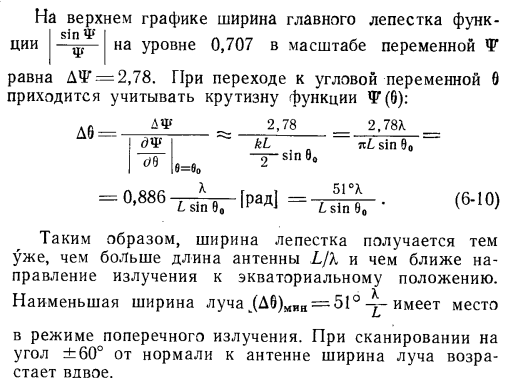 На верхнем графике ширина главного лепестка функ-
ции |sin Ψ / Ψ| на уровне 0,707 в масштабе переменной Ψ
равна ΔΨ = 2,78. При переходе к угловой переменной θ
приходится учитывать крутизну функции Ψ(θ):
Δθ = ΔΨ / |∂Ψ/∂θ|θ=θ₀ ≈ 2,78 / (kL/2 sin θ₀) = 2,78λ / πL sin θ₀ =
= 0,886 λ / L sin θ₀ [рад] = 51°λ / L sin θ₀ . (6-10)
Таким образом, ширина лепестка получается тем
уже, чем больше длина антенны L/λ и чем ближе на-
правление излучения к экваториальному положению.
Наименьшая ширина луча (Δθ)мин = 51° λ/L имеет место
в режиме поперечного излучения. При сканировании на
угол ±60° от нормали к антенне ширина луча возра-
стает вдвое.